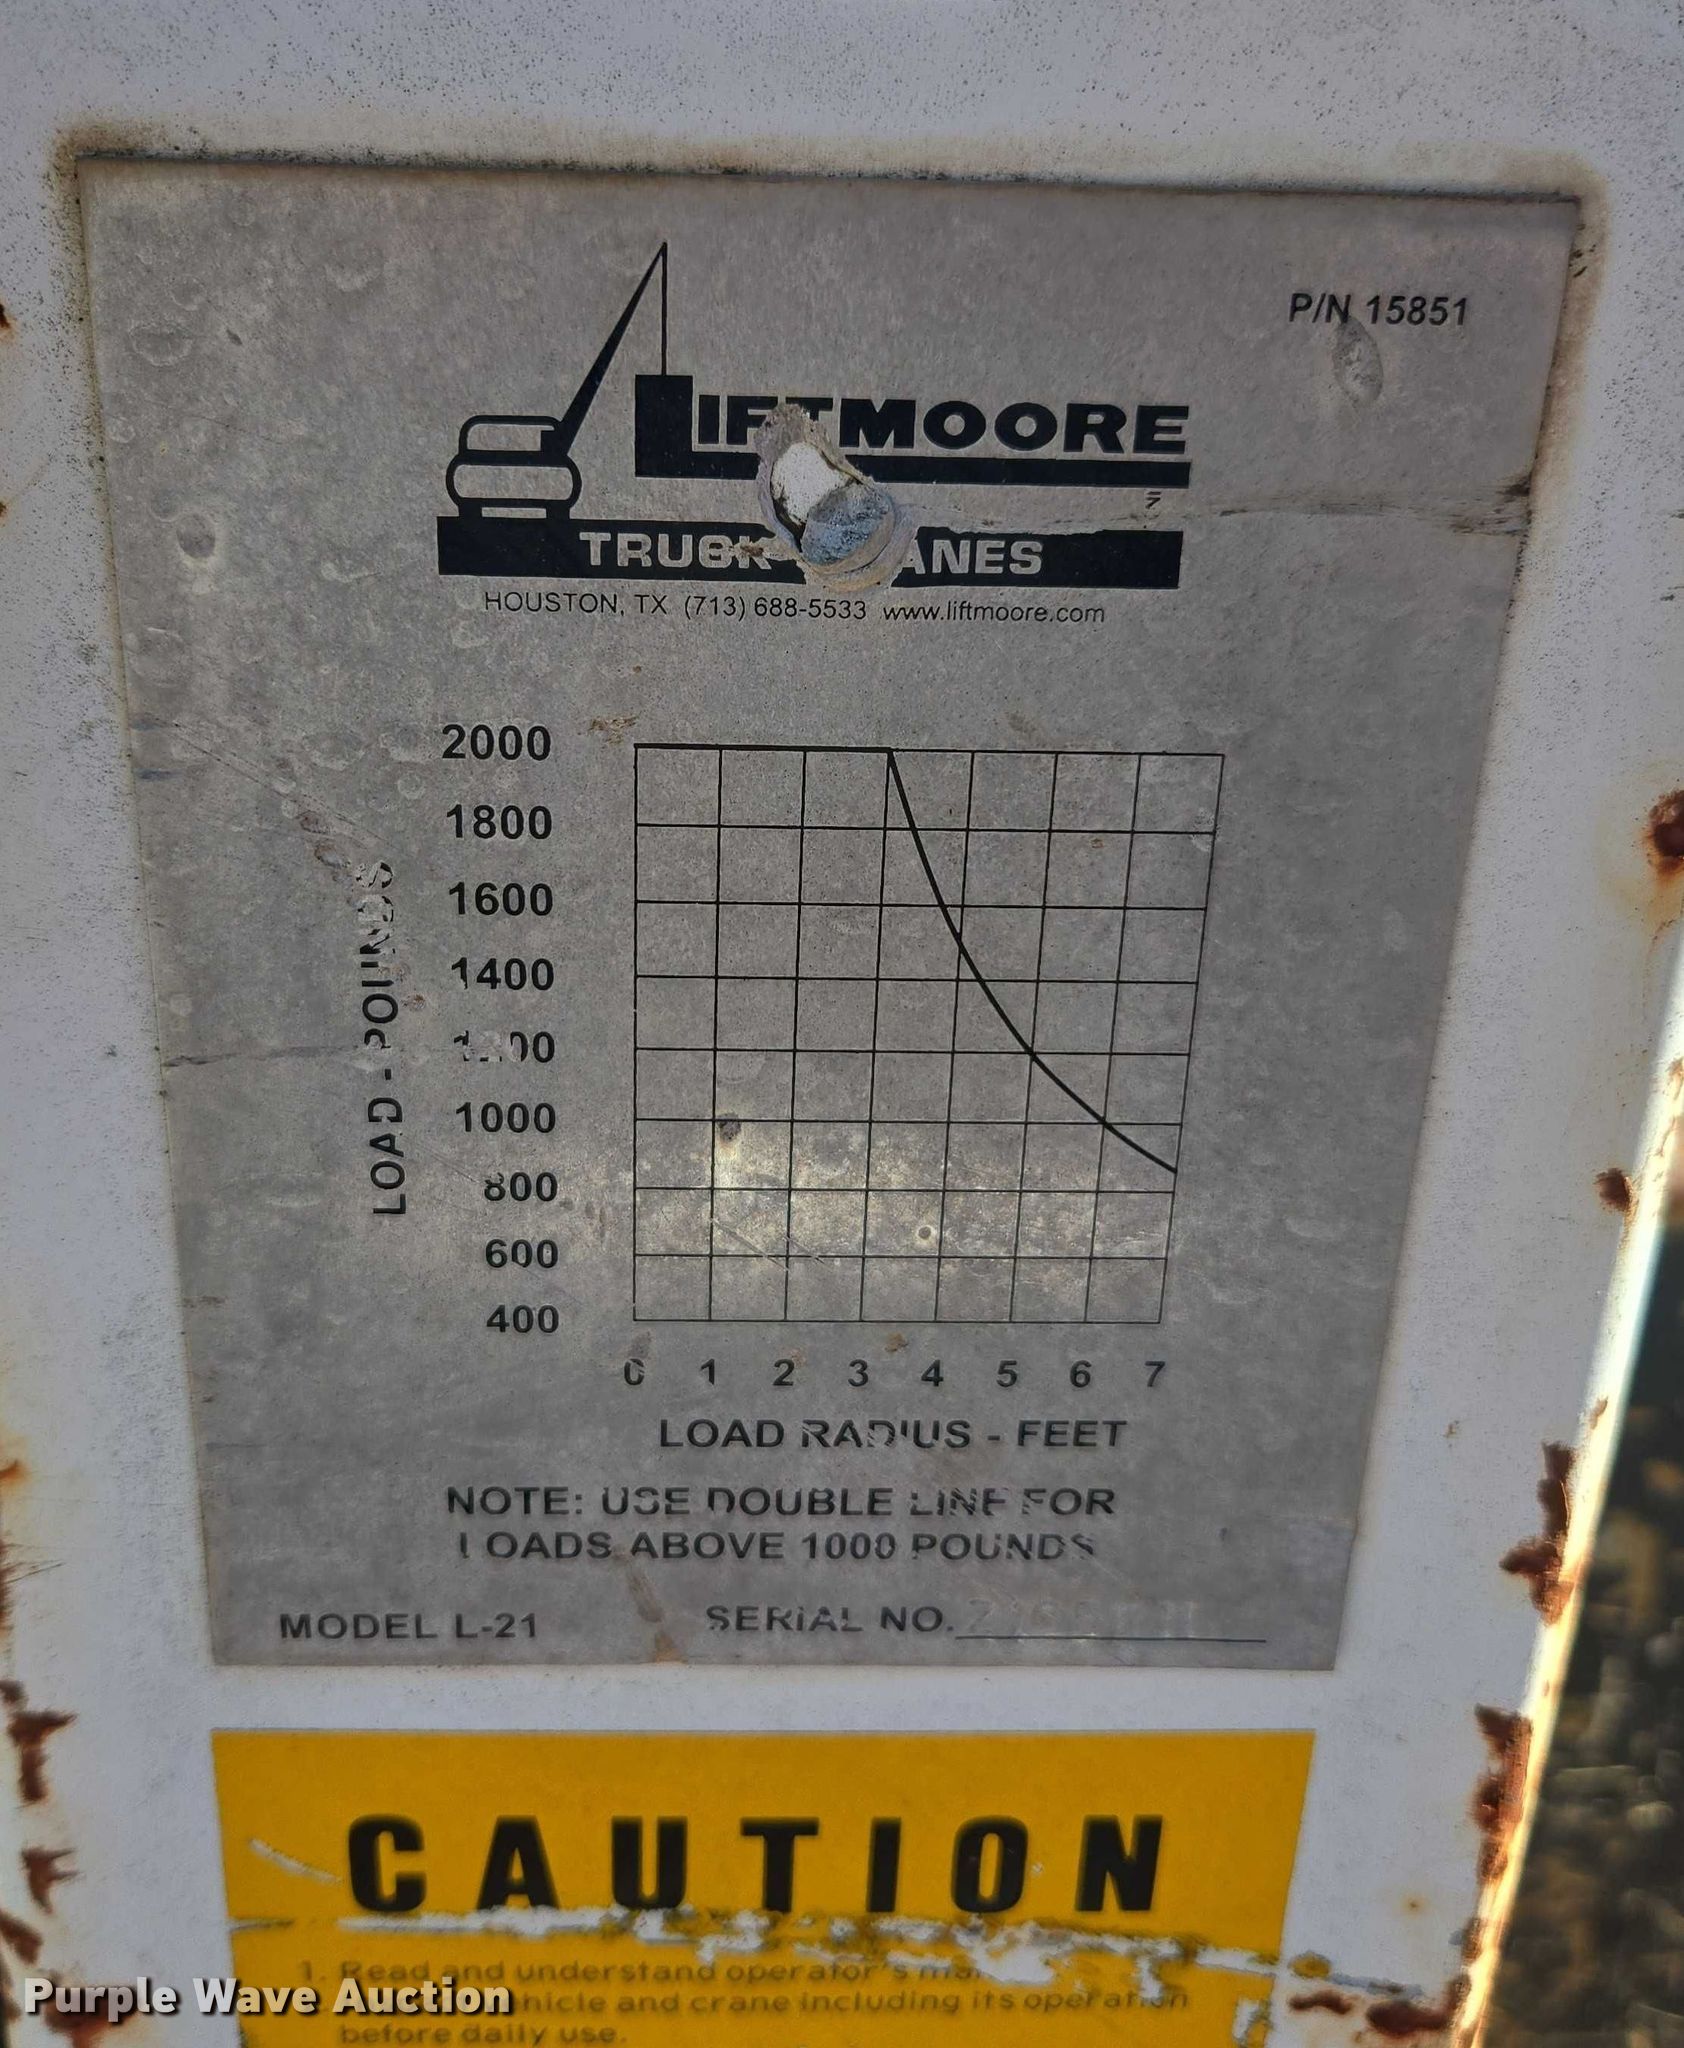 P/N 15851
LIFTMOORE
TRUCK CRANES
HOUSTON, TX (713) 688-5533 www.liftmoore.com
2000
1800
1600
1400
1200
1000
800
600
400
LOAD - POUNDS
0 1 2 3 4 5 6 7
LOAD RADIUS - FEET
NOTE: USE DOUBLE LINE FOR
LOADS ABOVE 1000 POUNDS
MODEL L-21 SERIAL NO.
CAUTION
1. Read and understand operator's
vehicle and crane including its operation
before daily use.
Purple Wave Auction